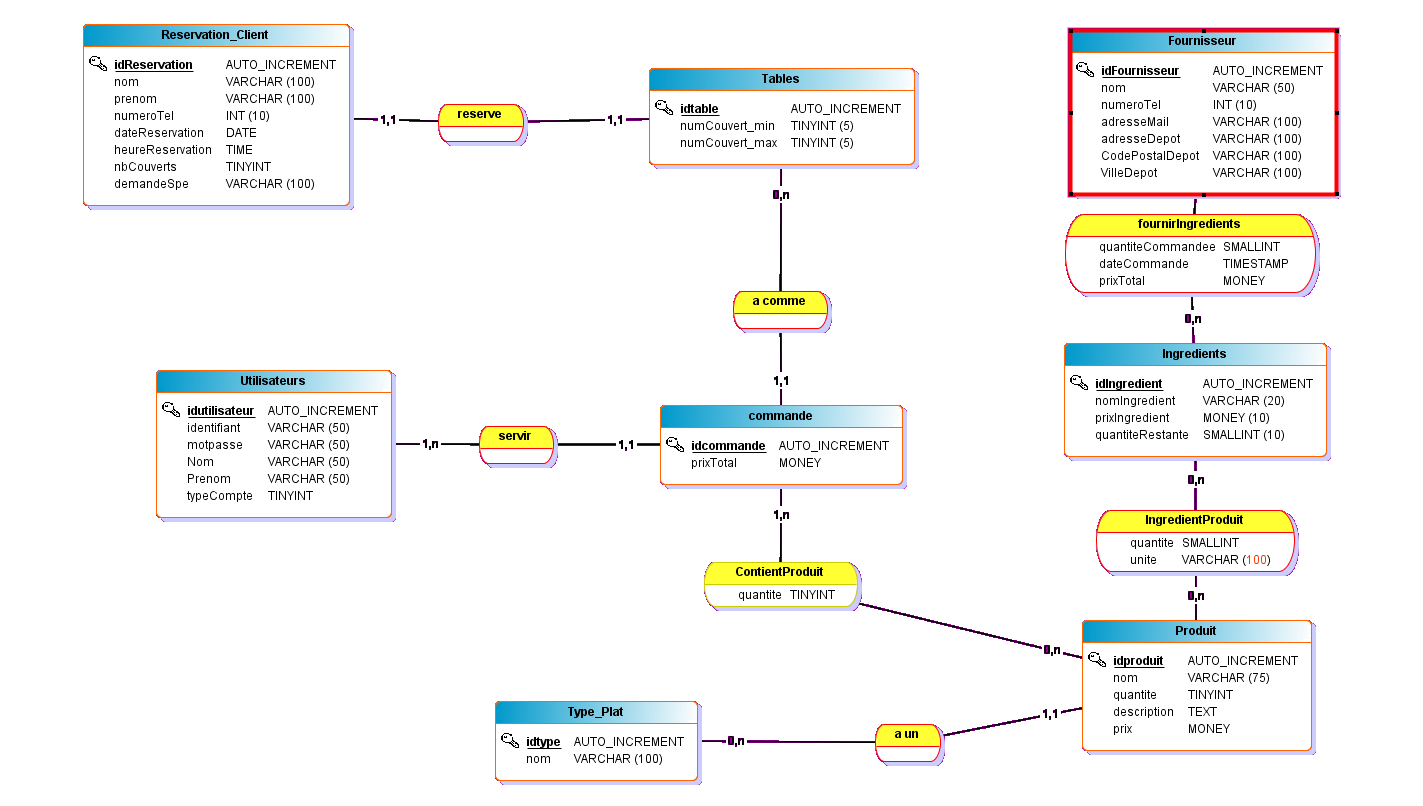 Reservation_Client
idReservation AUTO_INCREMENT
nom VARCHAR (100)
prenom VARCHAR (100)
numeroTel INT (10)
dateReservation DATE
heureReservation TIME
nbCouverts TINYINT
demandeSpe VARCHAR (100)
1,1
reserve
1,1
Tables
idtable AUTO_INCREMENT
numCouvert_min TINYINT (5)
numCouvert_max TINYINT (5)
0,n
a comme
1,1
Fournisseur
idFournisseur AUTO_INCREMENT
nom VARCHAR (50)
numeroTel INT (10)
adresseMail VARCHAR (100)
adresseDepot VARCHAR (100)
CodePostalDepot VARCHAR (100)
VilleDepot VARCHAR (100)
fournirIngredients
quantiteCommandee SMALLINT
dateCommande TIMESTAMP
prixTotal MONEY
0,n
Ingredients
idIngredient AUTO_INCREMENT
nomIngredient VARCHAR (20)
prixIngredient MONEY (10)
quantiteRestante SMALLINT (10)
0,n
IngredientProduit
quantite SMALLINT
unite VARCHAR (100)
0,n
Utilisateurs
idutilisateur AUTO_INCREMENT
identifiant VARCHAR (50)
motpasse VARCHAR (50)
Nom VARCHAR (50)
Prenom VARCHAR (50)
typeCompte TINYINT
1,n
servir
1,1
commande
idcommande AUTO_INCREMENT
prixTotal MONEY
1,n
ContientProduit
quantite TINYINT
0,n
Produit
idproduit AUTO_INCREMENT
nom VARCHAR (75)
quantite TINYINT
description TEXT
prix MONEY
Type_Plat
idtype AUTO_INCREMENT
nom VARCHAR (100)
0,n
a un
1,1